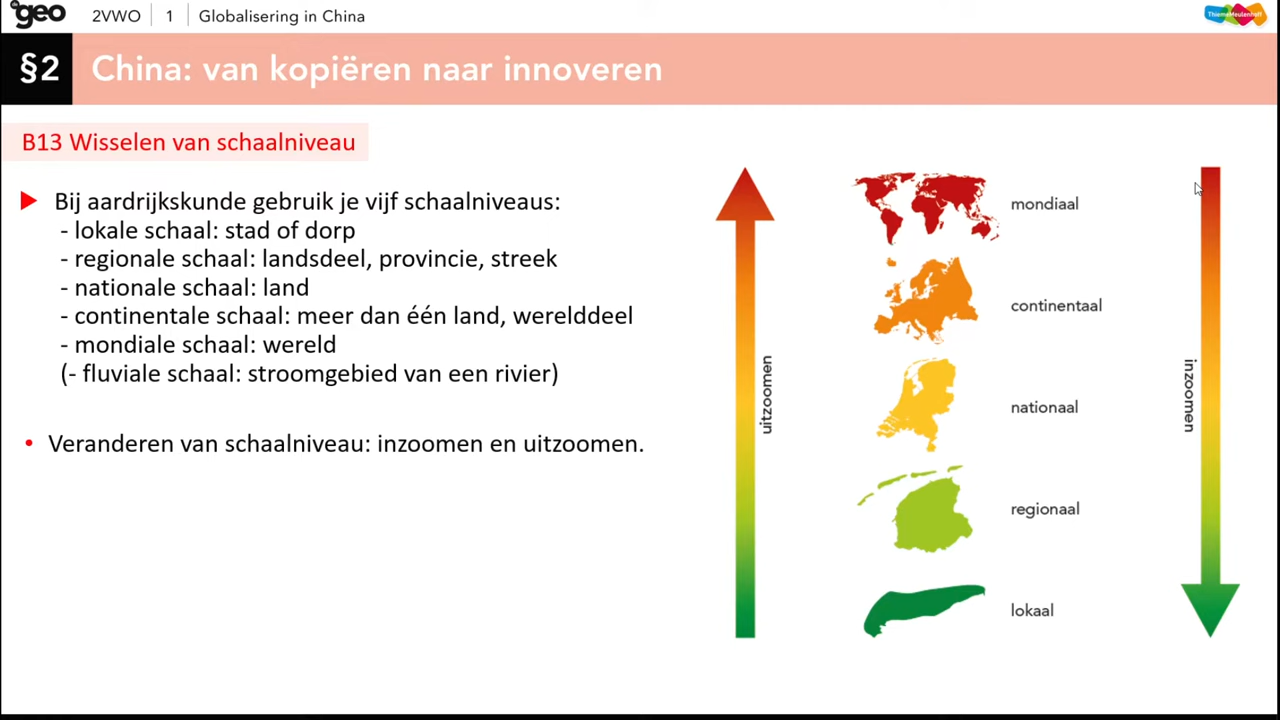 geo 2VWO 1 Globalisering in China ThiemeMeulenhoff
§2 China: van kopiëren naar innoveren
B13 Wisselen van schaalniveau
Bij aardrijkskunde gebruik je vijf schaalniveaus:
- lokale schaal: stad of dorp
- regionale schaal: landsdeel, provincie, streek
- nationale schaal: land
- continentale schaal: meer dan één land, werelddeel
- mondiale schaal: wereld
(- fluviale schaal: stroomgebied van een rivier)
• Veranderen van schaalniveau: inzoomen en uitzoomen.
uitzoomen
mondiaal
continentaal
nationaal
regionaal
lokaal
inzoomen